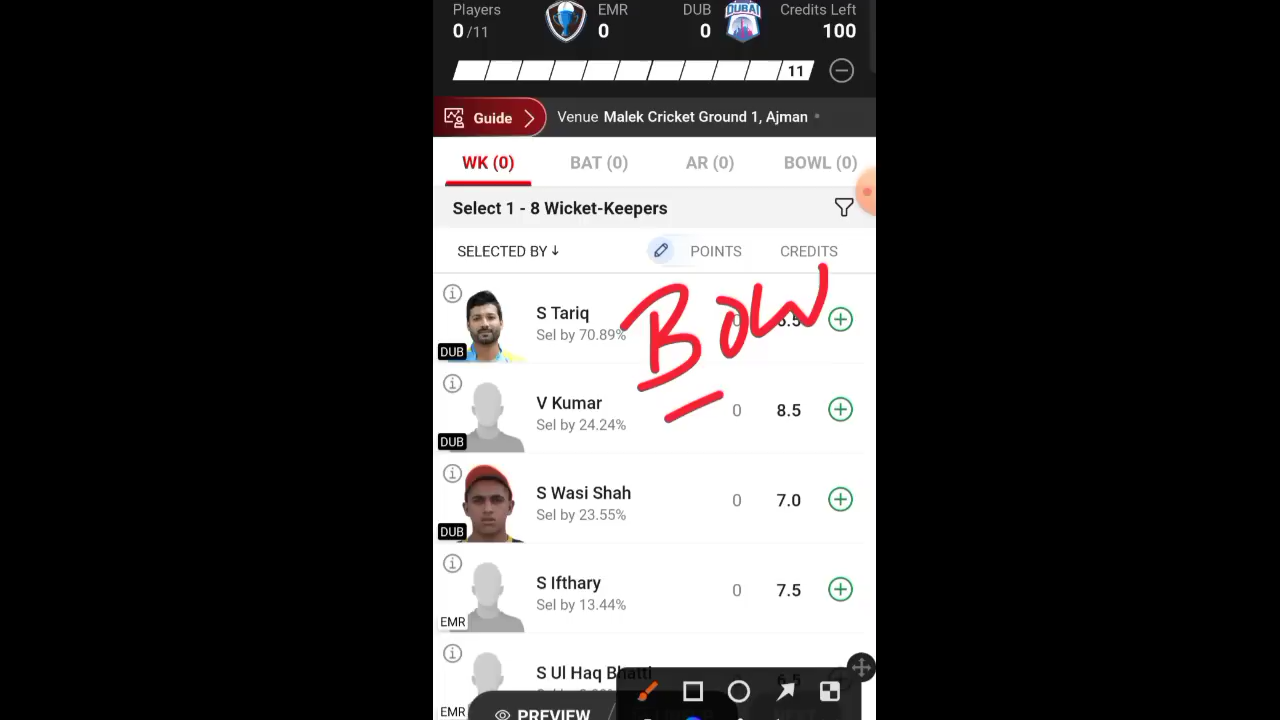 Players EMR DUB Credits Left
0/11 0 0 DUBAI 100
11
Guide Venue Malek Cricket Ground 1, Ajman
WK (0) BAT (0) AR (0) BOWL (0)
Select 1 - 8 Wicket-Keepers
SELECTED BY ↓ POINTS CREDITS
S Tariq
Sel by 70.89%
DUB
BOW
V Kumar
Sel by 24.24% 0 8.5
DUB
S Wasi Shah
Sel by 23.55% 0 7.0
DUB
S Ifthary
Sel by 13.44% 0 7.5
EMR
S Ul Haq Bhatti
EMR
PREVIEW